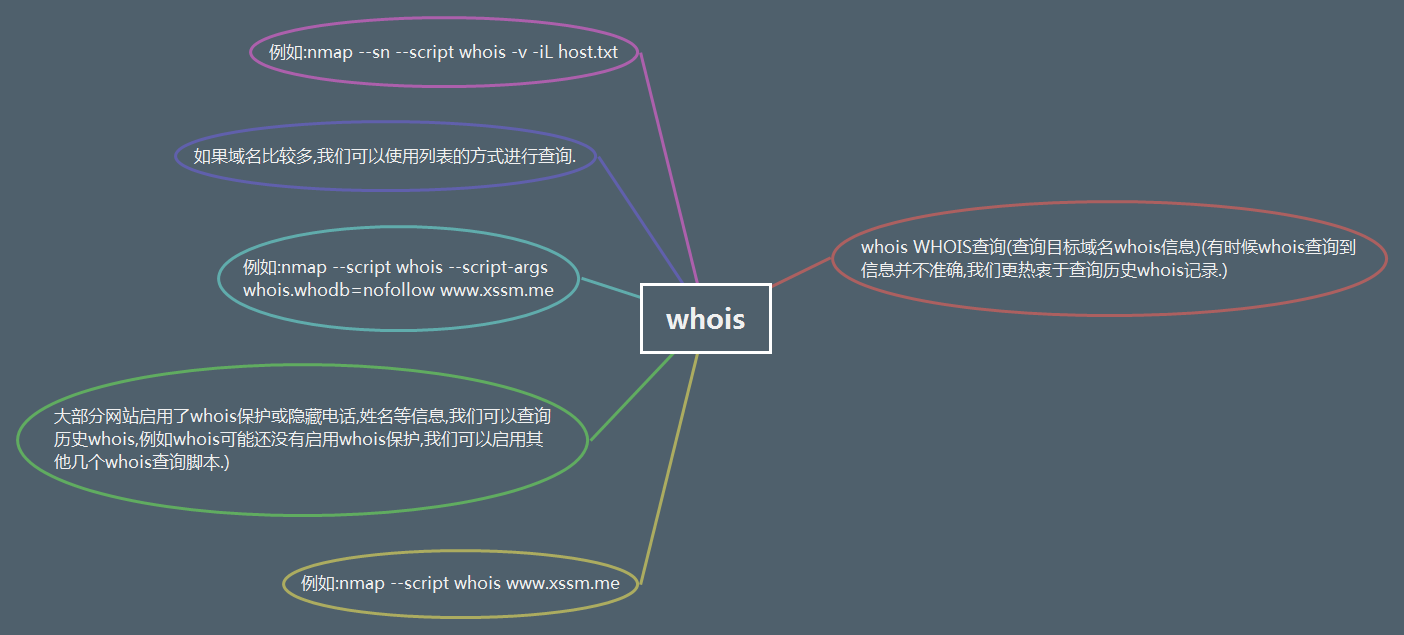 例如:nmap --sn --script whois -v -iL host.txt
如果域名比较多,我们可以使用列表的方式进行查询.
whois WHOIS查询(查询目标域名whois信息)(有时候whois查询到
信息并不准确,我们更热衷于查询历史whois记录.)
例如:nmap --script whois --script-args
whois.whodb=nofollow www.xssm.me
whois
大部分网站启用了whois保护或隐藏电话,姓名等信息,我们可以查询
历史whois,例如whois可能还没有启用whois保护,我们可以启用其
他几个whois查询脚本.)
例如:nmap --script whois www.xssm.me